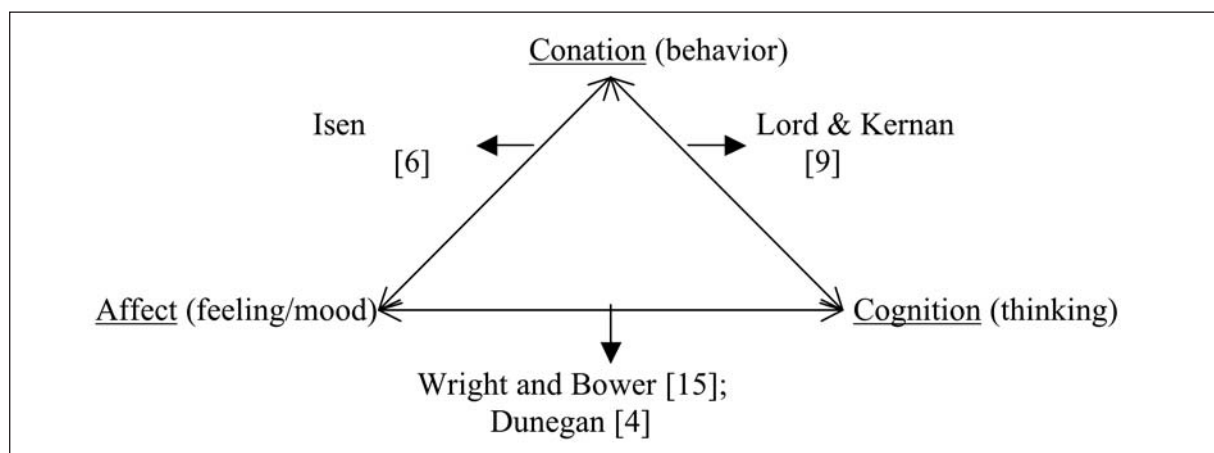 Conation (behavior)
Isen
[6]
Lord & Kernan
[9]
Affect (feeling/mood)
Cognition (thinking)
Wright and Bower [15];
Dunegan [4]